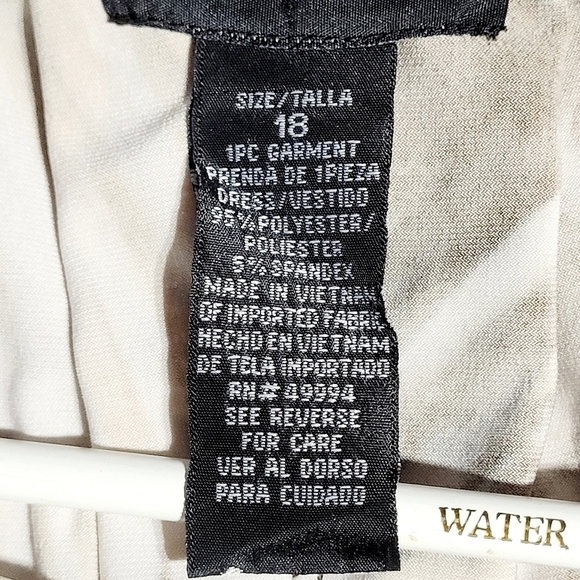 SIZE/TALLA
18
1PC GARMENT
PRENDA DE 1PIEZA
DRESS/VESTIDO
95%POLYESTER/
POLIESTER
5%SPANDEX
MADE IN VIETNAM
OF IMPORTED FABRIC
HECHO EN VIETNAM
DE TELA IMPORTADO
RN# 49994
SEE REVERSE
FOR CARE
VER AL DORSO
PARA CUIDADO
WATER